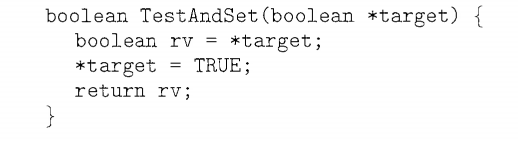 boolean TestAndSet(boolean *target) {
boolean rv = *target;
*target = TRUE;
return rv;
}